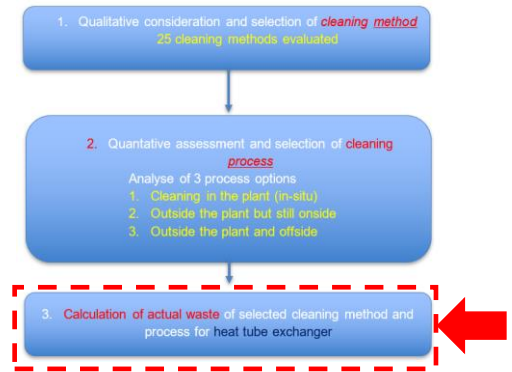 1. Qualitative consideration and selection of cleaning method
25 cleaning methods evaluated
2. Quantative assessment and selection of cleaning
process
Analyse of 3 process options
1. Cleaning in the plant (in-situ)
2. Outside the plant but still onside
3. Outside the plant and offside
3. Calculation of actual waste of selected cleaning method and
process for heat tube exchanger